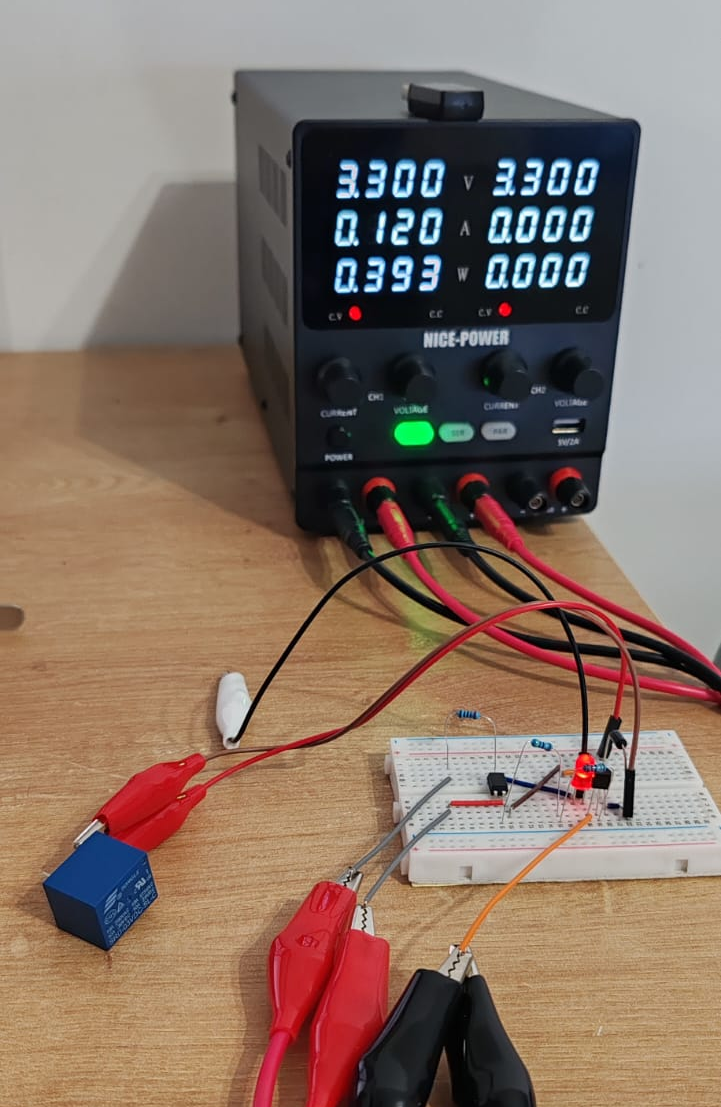 3.300 V 3.300
0.120 A 0.000
0.393 W 0.000
C.V C.C C.V C.C
NICE-POWER
CH1 CH2
CURRENT VOLTAGE CURRENT VOLTAGE
POWER
5V/2A